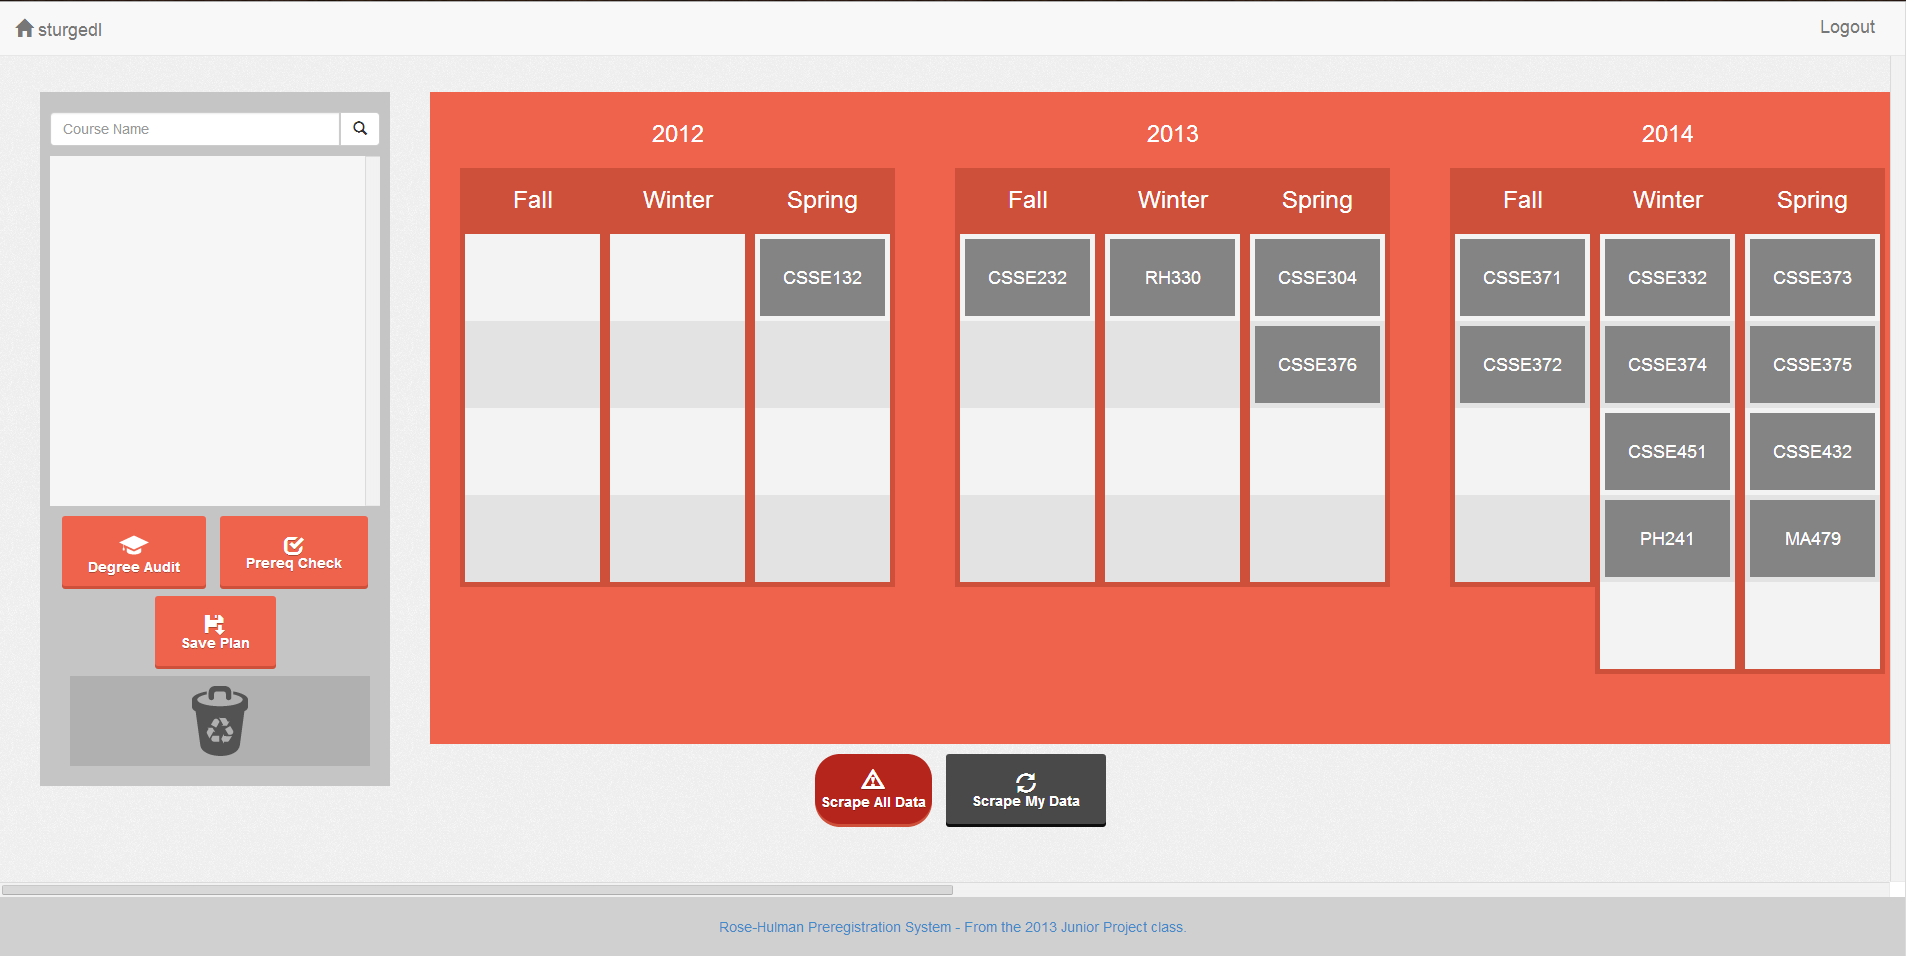 sturgedl
Logout
Course Name
Degree Audit
Prereq Check
Save Plan
2012
2013
2014
Fall Winter Spring
Fall Winter Spring
Fall Winter Spring
CSSE132
CSSE232 RH330 CSSE304
CSSE376
CSSE371 CSSE332 CSSE373
CSSE372 CSSE374 CSSE375
CSSE451 CSSE432
PH241 MA479
Scrape All Data
Scrape My Data
Rose-Hulman Preregistration System - From the 2013 Junior Project class.